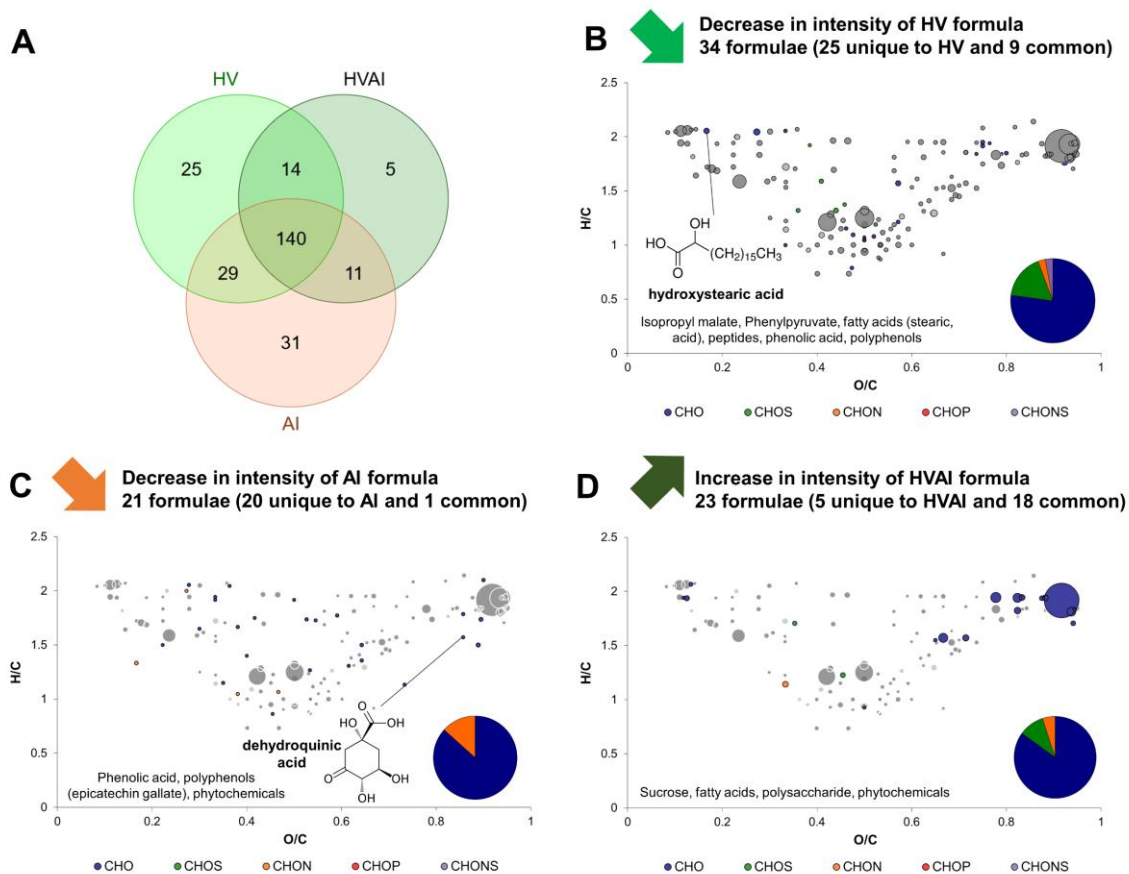 A
HV
HVAI
25
14
5
140
29
11
31
AI
B
Decrease in intensity of HV formula
34 formulae (25 unique to HV and 9 common)
H/C
2.5
2
1.5
1
0.5
0
OH
HO
O
(CH2)15CH3
hydroxystearic acid
Isopropyl malate, Phenylpyruvate, fatty acids (stearic,
acid), peptides, phenolic acid, polyphenols
0 0.2 0.4 0.6 0.8 1
O/C
CHO CHOS CHON CHOP CHONS
C
Decrease in intensity of AI formula
21 formulae (20 unique to AI and 1 common)
H/C
2.5
2
1.5
1
0.5
0
O
HO
OH
dehydroquinic
acid
O
OH
OH
Phenolic acid, polyphenols
(epicatechin gallate), phytochemicals
0 0.2 0.4 0.6 0.8 1
O/C
CHO CHOS CHON CHOP CHONS
D
Increase in intensity of HVAI formula
23 formulae (5 unique to HVAI and 18 common)
H/C
2.5
2
1.5
1
0.5
0
Sucrose, fatty acids, polysaccharide, phytochemicals
0 0.2 0.4 0.6 0.8 1
O/C
CHO CHOS CHON CHOP CHONS